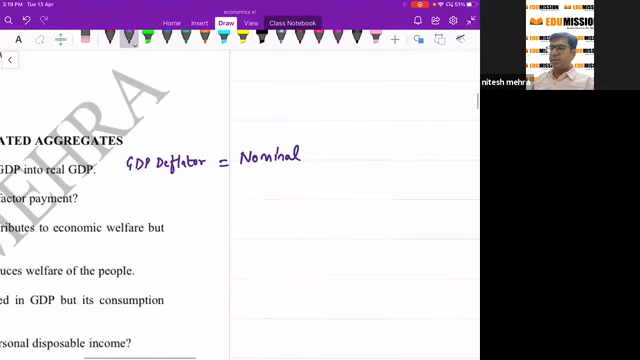 3:19 PM Tue 13 Apr
economics xi
51%
Home Insert Draw View Class Notebook
EDUMISSION
nitesh mehra
MEHRA
ATED AGGREGATES
GDP into real GDP.
GDP Deflator = Nominal
factor payment?
tributes to economic welfare but
uces welfare of the people.
ed in GDP but its consumption
ersonal disposable income?